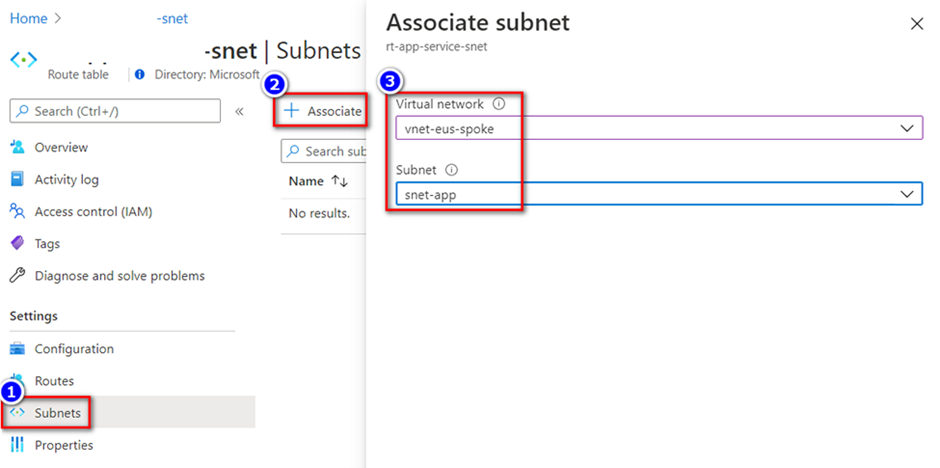 Home > -snet
-snet | Subnets
Route table
Directory: Microsoft
Search (Ctrl+/)
«
Overview
Activity log
Access control (IAM)
Tags
Diagnose and solve problems
Settings
Configuration
Routes
1
Subnets
Properties
2
+ Associate
Search sub
Name ↑↓
No results.
Associate subnet
rt-app-service-snet
3
Virtual network
vnet-eus-spoke
Subnet
snet-app